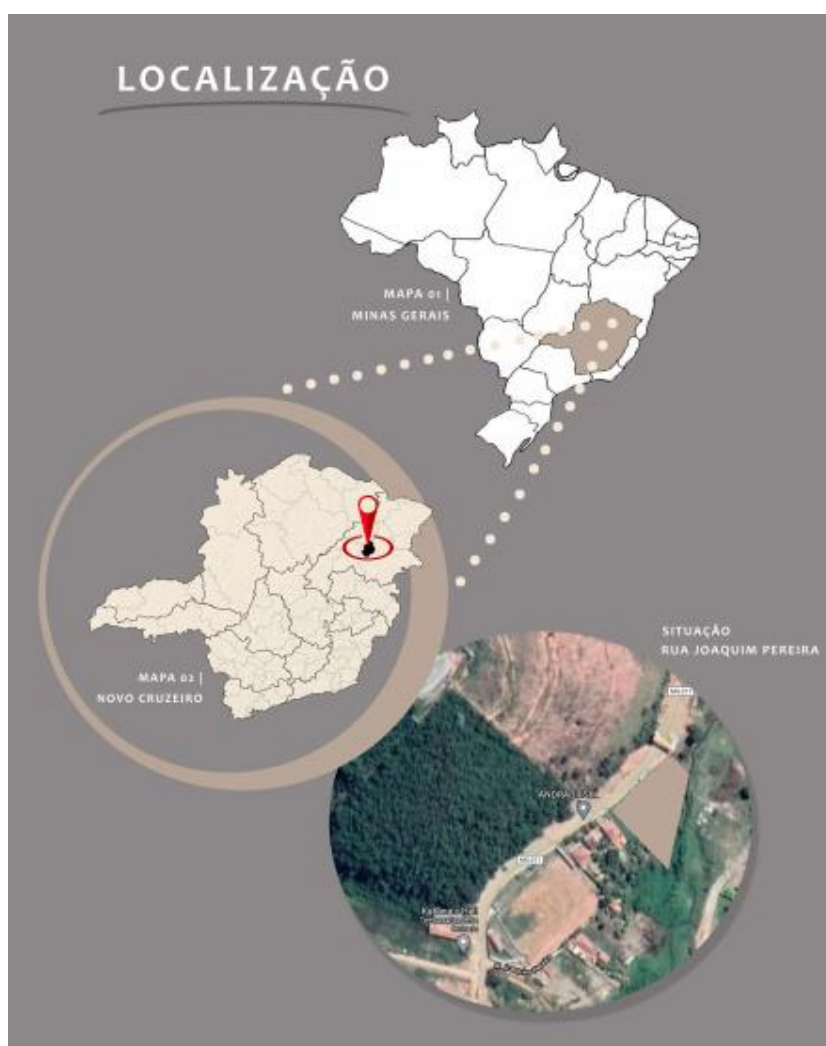 LOCALIZAÇÃO
MAPA 01 |
MINAS GERAIS
MAPA 02 |
NOVO CRUZEIRO
SITUAÇÃO
RUA JOAQUIM PEREIRA